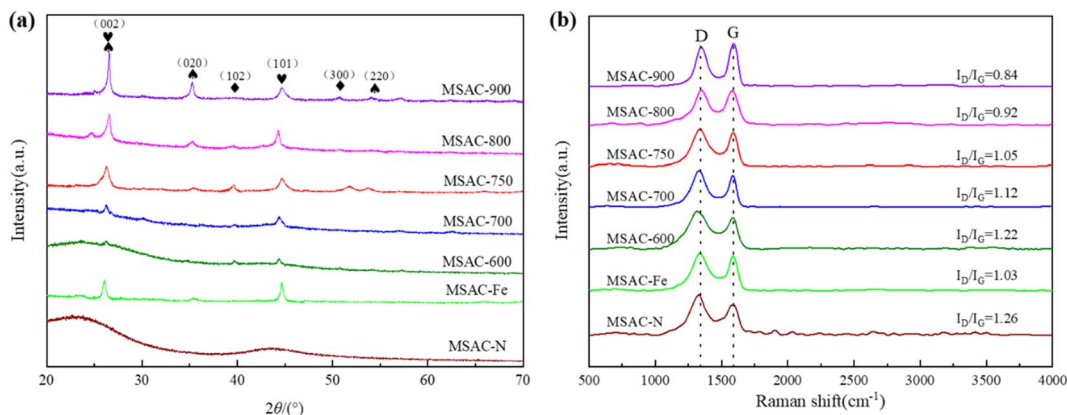 (a)
(002)
(020)
(102)
(101)
(300)
(220)
MSAC-900
MSAC-800
MSAC-750
MSAC-700
MSAC-600
MSAC-Fe
MSAC-N
Intensity(a.u.)
20 30 40 50 60 70
2θ/(°)
(b)
D G
MSAC-900 I_D/I_G=0.84
MSAC-800 I_D/I_G=0.92
MSAC-750 I_D/I_G=1.05
MSAC-700 I_D/I_G=1.12
MSAC-600 I_D/I_G=1.22
MSAC-Fe I_D/I_G=1.03
MSAC-N I_D/I_G=1.26
Intensity(a.u.)
500 1000 1500 2000 2500 3000 3500 4000
Raman shift(cm⁻¹)